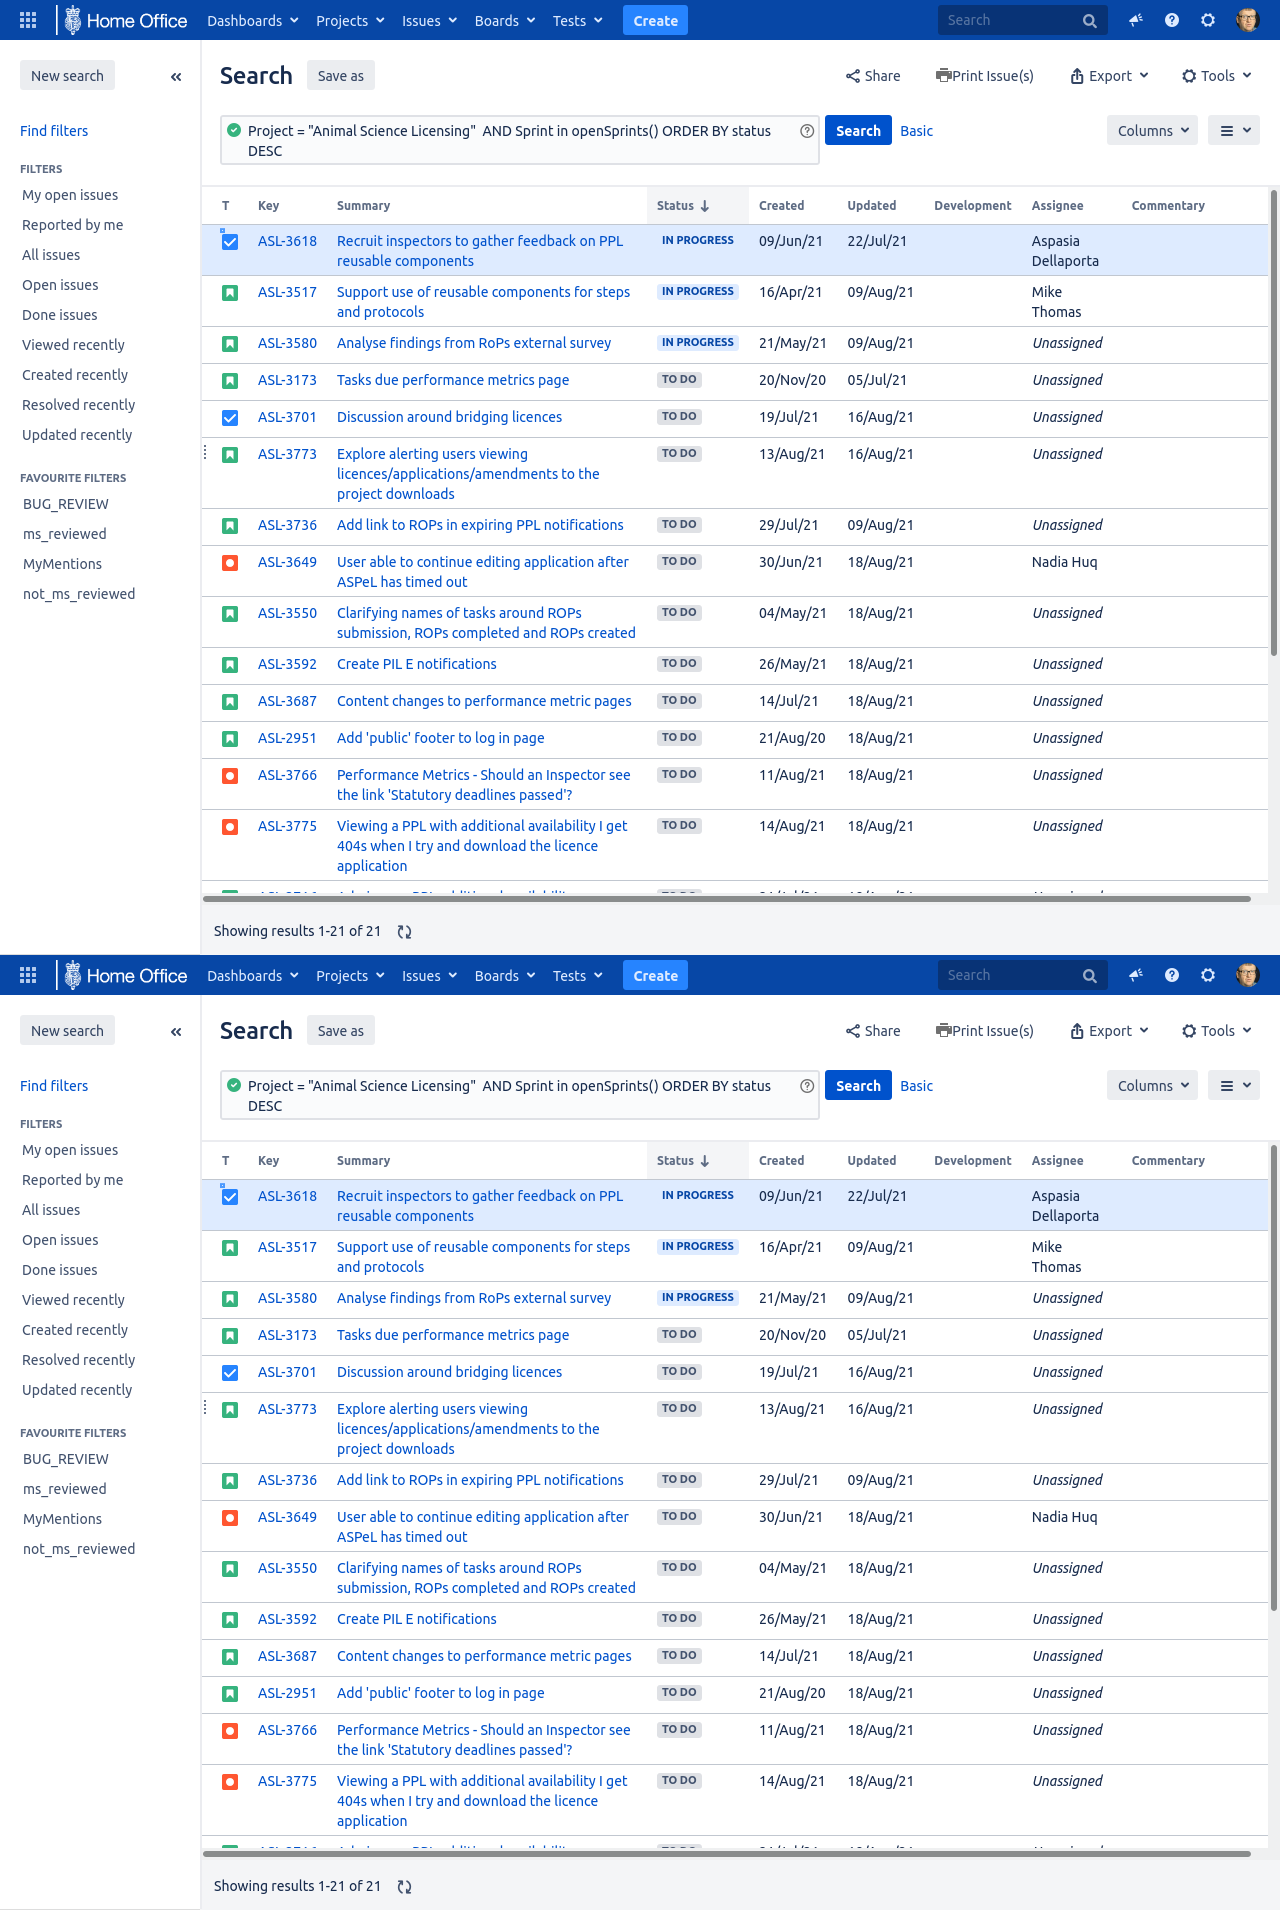 Home Office Dashboards Projects Issues Boards Tests Create Search
New search
Search Save as Share Print Issue(s) Export Tools
Find filters
Project = "Animal Science Licensing"  AND Sprint in openSprints() ORDER BY status
DESC
Search Basic Columns
FILTERS
My open issues
Reported by me
All issues
Open issues
Done issues
Viewed recently
Created recently
Resolved recently
Updated recently
FAVOURITE FILTERS
BUG_REVIEW
ms_reviewed
MyMentions
not_ms_reviewed
T Key Summary Status Created Updated Development Assignee Commentary
ASL-3618 Recruit inspectors to gather feedback on PPL IN PROGRESS 09/Jun/21 22/Jul/21 Aspasia
reusable components Dellaporta
ASL-3517 Support use of reusable components for steps IN PROGRESS 16/Apr/21 09/Aug/21 Mike
and protocols Thomas
ASL-3580 Analyse findings from RoPs external survey IN PROGRESS 21/May/21 09/Aug/21 Unassigned
ASL-3173 Tasks due performance metrics page TO DO 20/Nov/20 05/Jul/21 Unassigned
ASL-3701 Discussion around bridging licences TO DO 19/Jul/21 16/Aug/21 Unassigned
ASL-3773 Explore alerting users viewing TO DO 13/Aug/21 16/Aug/21 Unassigned
licences/applications/amendments to the
project downloads
ASL-3736 Add link to ROPs in expiring PPL notifications TO DO 29/Jul/21 09/Aug/21 Unassigned
ASL-3649 User able to continue editing application after TO DO 30/Jun/21 18/Aug/21 Nadia Huq
ASPeL has timed out
ASL-3550 Clarifying names of tasks around ROPs TO DO 04/May/21 18/Aug/21 Unassigned
submission, ROPs completed and ROPs created
ASL-3592 Create PIL E notifications TO DO 26/May/21 18/Aug/21 Unassigned
ASL-3687 Content changes to performance metric pages TO DO 14/Jul/21 18/Aug/21 Unassigned
ASL-2951 Add 'public' footer to log in page TO DO 21/Aug/20 18/Aug/21 Unassigned
ASL-3766 Performance Metrics - Should an Inspector see TO DO 11/Aug/21 18/Aug/21 Unassigned
the link 'Statutory deadlines passed'?
ASL-3775 Viewing a PPL with additional availability I get TO DO 14/Aug/21 18/Aug/21 Unassigned
404s when I try and download the licence
application
Showing results 1-21 of 21
Home Office Dashboards Projects Issues Boards Tests Create Search
New search
Search Save as Share Print Issue(s) Export Tools
Find filters
Project = "Animal Science Licensing"  AND Sprint in openSprints() ORDER BY status
DESC
Search Basic Columns
FILTERS
My open issues
Reported by me
All issues
Open issues
Done issues
Viewed recently
Created recently
Resolved recently
Updated recently
FAVOURITE FILTERS
BUG_REVIEW
ms_reviewed
MyMentions
not_ms_reviewed
T Key Summary Status Created Updated Development Assignee Commentary
ASL-3618 Recruit inspectors to gather feedback on PPL IN PROGRESS 09/Jun/21 22/Jul/21 Aspasia
reusable components Dellaporta
ASL-3517 Support use of reusable components for steps IN PROGRESS 16/Apr/21 09/Aug/21 Mike
and protocols Thomas
ASL-3580 Analyse findings from RoPs external survey IN PROGRESS 21/May/21 09/Aug/21 Unassigned
ASL-3173 Tasks due performance metrics page TO DO 20/Nov/20 05/Jul/21 Unassigned
ASL-3701 Discussion around bridging licences TO DO 19/Jul/21 16/Aug/21 Unassigned
ASL-3773 Explore alerting users viewing TO DO 13/Aug/21 16/Aug/21 Unassigned
licences/applications/amendments to the
project downloads
ASL-3736 Add link to ROPs in expiring PPL notifications TO DO 29/Jul/21 09/Aug/21 Unassigned
ASL-3649 User able to continue editing application after TO DO 30/Jun/21 18/Aug/21 Nadia Huq
ASPeL has timed out
ASL-3550 Clarifying names of tasks around ROPs TO DO 04/May/21 18/Aug/21 Unassigned
submission, ROPs completed and ROPs created
ASL-3592 Create PIL E notifications TO DO 26/May/21 18/Aug/21 Unassigned
ASL-3687 Content changes to performance metric pages TO DO 14/Jul/21 18/Aug/21 Unassigned
ASL-2951 Add 'public' footer to log in page TO DO 21/Aug/20 18/Aug/21 Unassigned
ASL-3766 Performance Metrics - Should an Inspector see TO DO 11/Aug/21 18/Aug/21 Unassigned
the link 'Statutory deadlines passed'?
ASL-3775 Viewing a PPL with additional availability I get TO DO 14/Aug/21 18/Aug/21 Unassigned
404s when I try and download the licence
application
Showing results 1-21 of 21